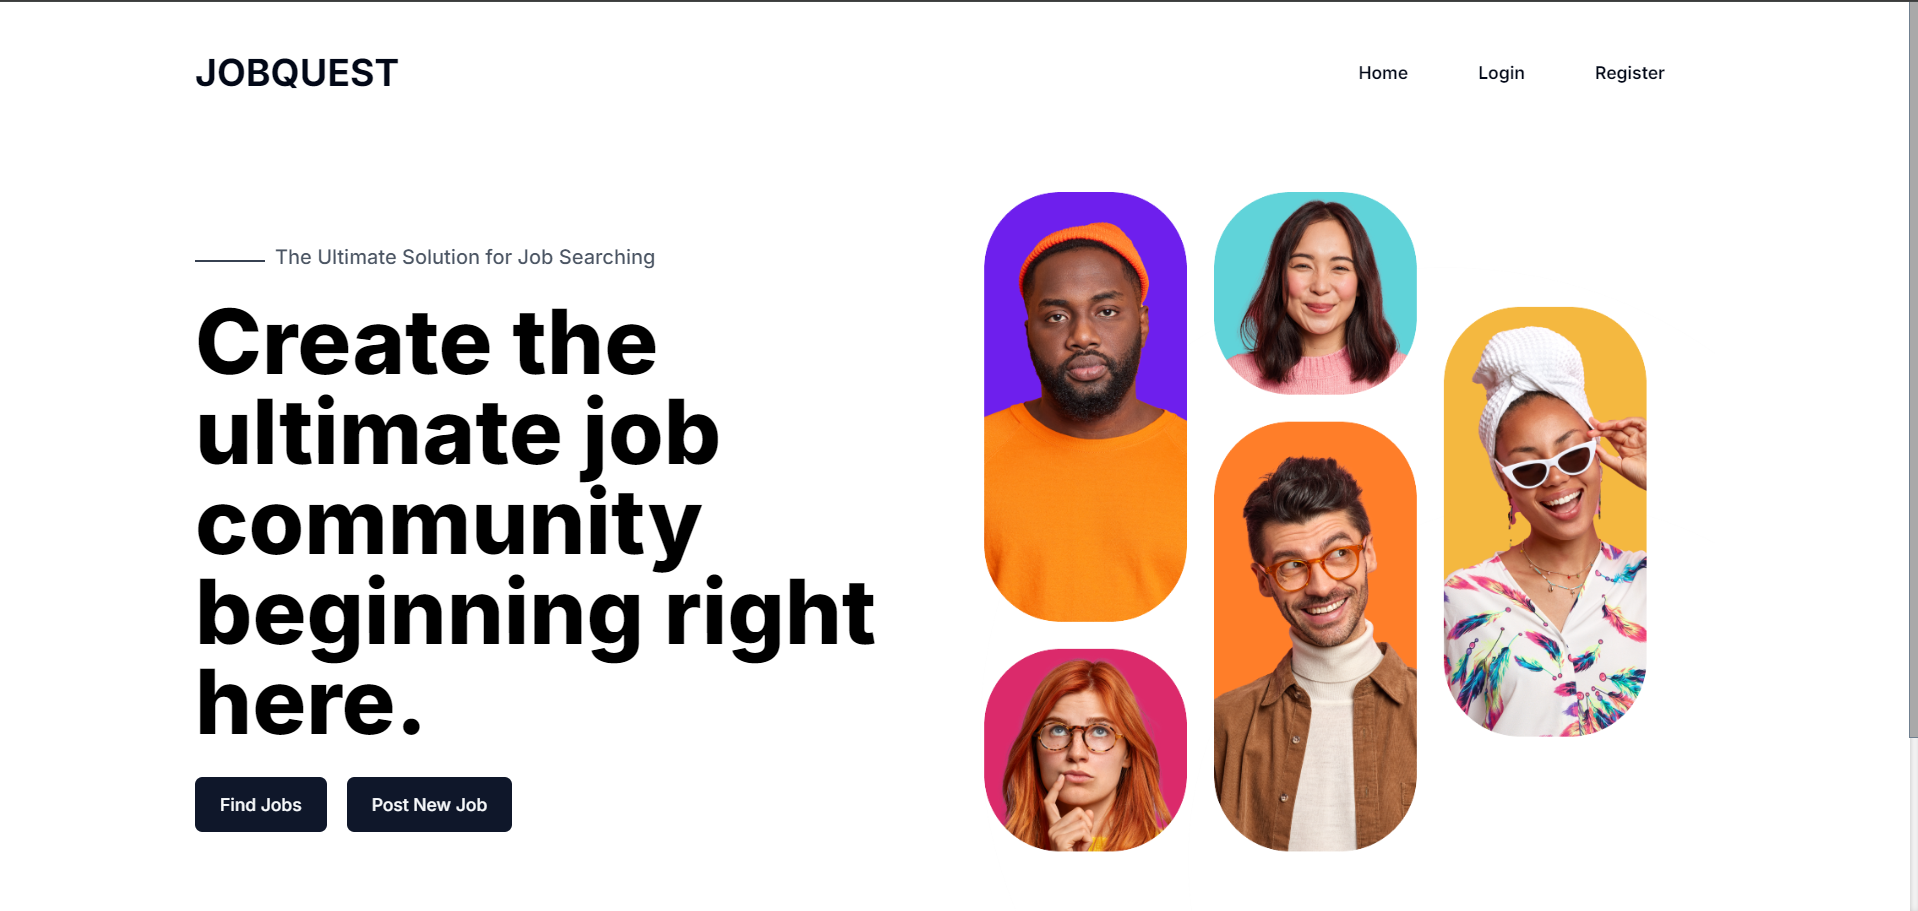 JOBQUEST
Home Login Register
The Ultimate Solution for Job Searching
Create the
ultimate job
community
beginning right
here.
Find Jobs Post New Job